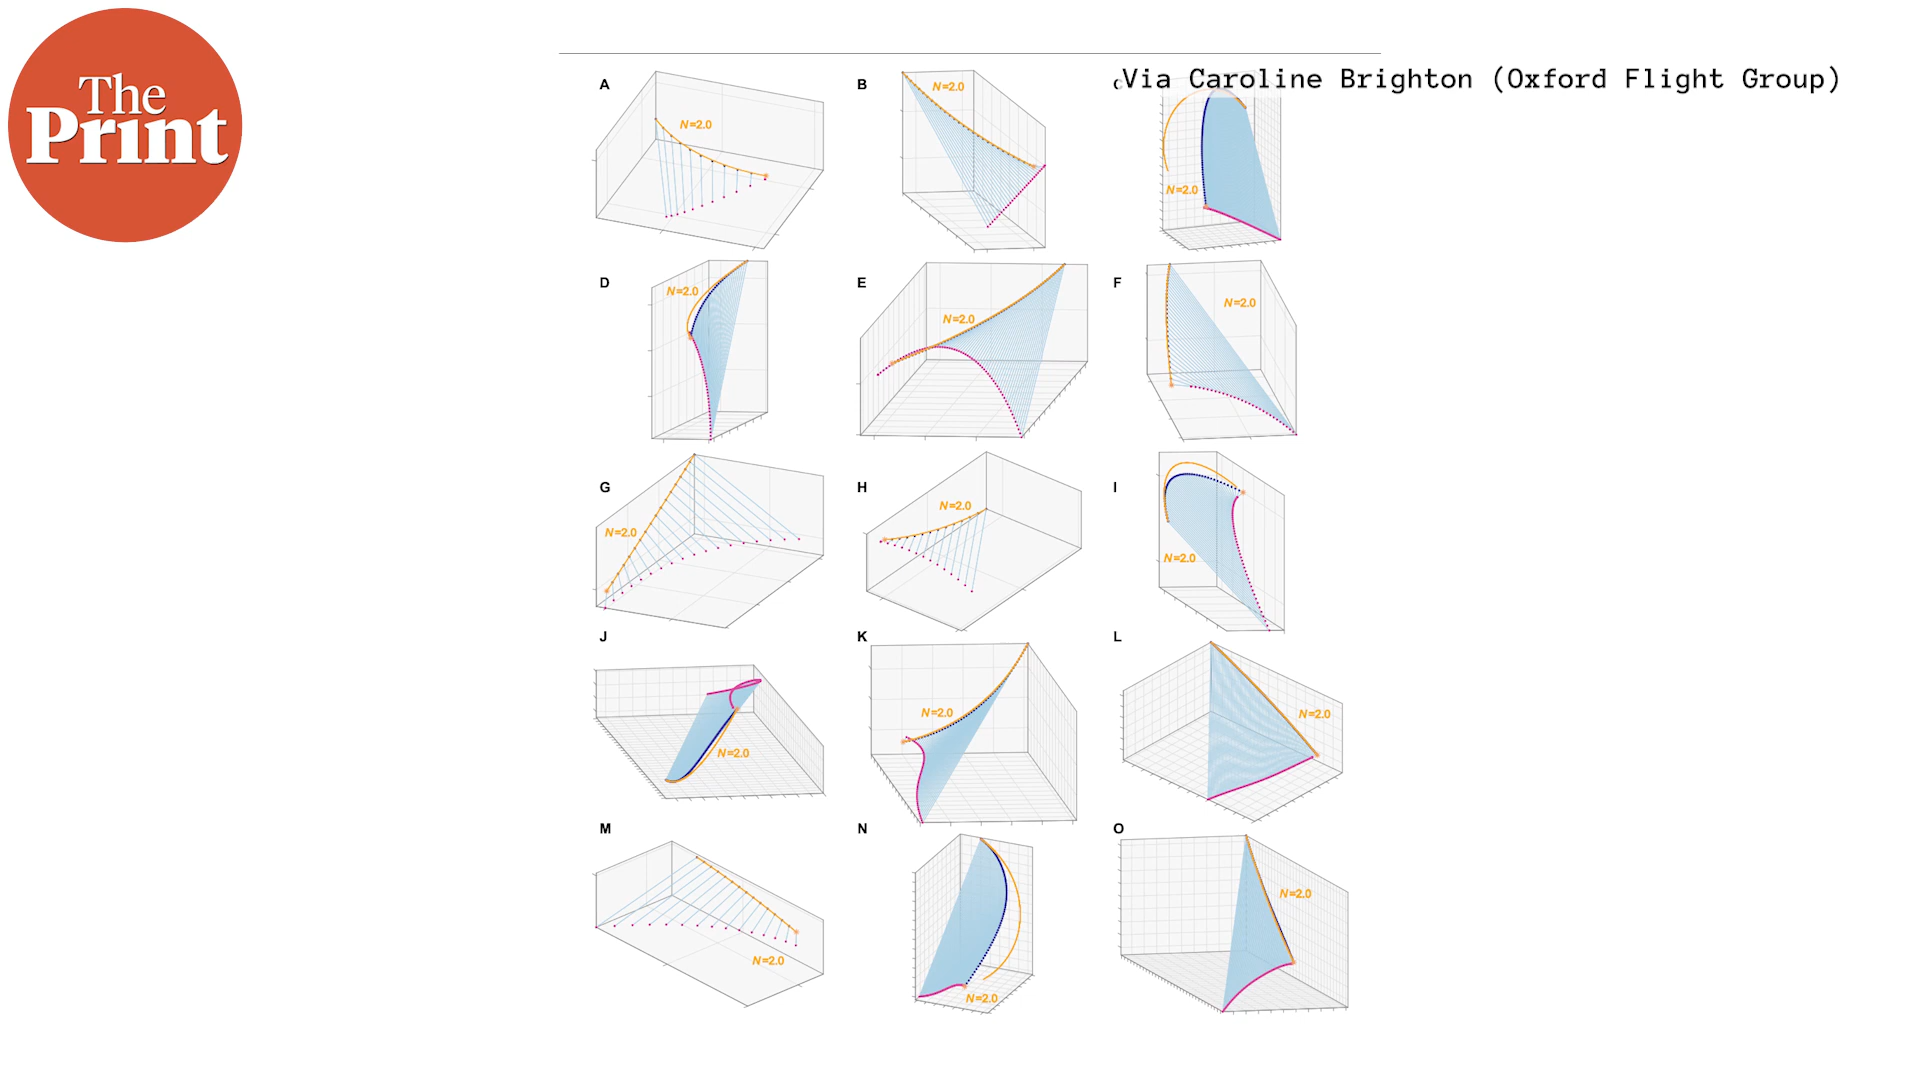 The
Print
Via Caroline Brighton (Oxford Flight Group)
A
N=2.0
B
N=2.0
C
N=2.0
D
N=2.0
E
N=2.0
F
N=2.0
G
N=2.0
H
N=2.0
I
N=2.0
J
N=2.0
K
N=2.0
L
N=2.0
M
N=2.0
N
N=2.0
O
N=2.0